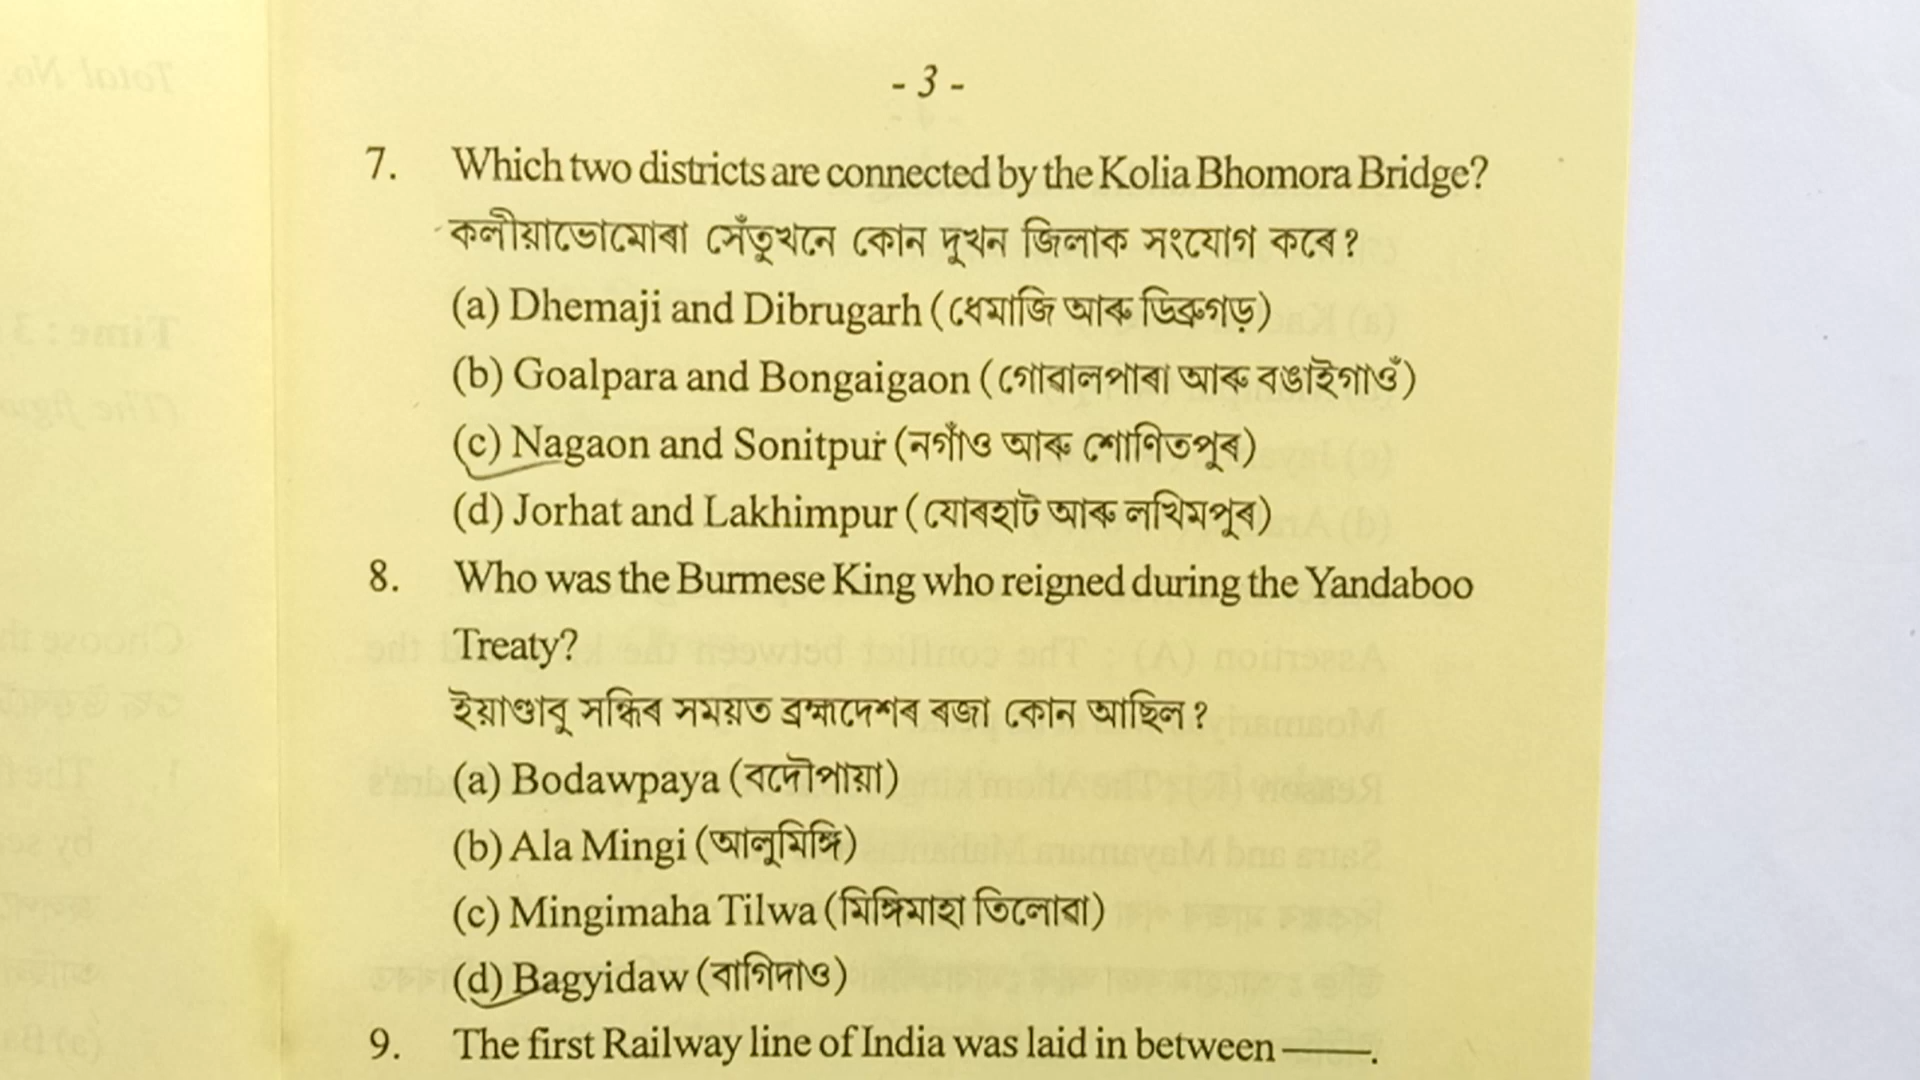 - 3 -
7. Which two districts are connected by the Kolia Bhomora Bridge?
কলীয়াভোমোৰা সেঁতুখনে কোন দুখন জিলাক সংযোগ কৰে?
(a) Dhemaji and Dibrugarh (ধেমাজি আৰু ডিব্রুগড়)
(b) Goalpara and Bongaigaon (গোৱালপাৰা আৰু বঙাইগাওঁ)
(c) Nagaon and Sonitpur (নগাঁও আৰু শোণিতপুৰ)
(d) Jorhat and Lakhimpur (যোৰহাট আৰু লখিমপুৰ)
8. Who was the Burmese King who reigned during the Yandaboo
Treaty?
ইয়াণ্ডাবু সন্ধিৰ সময়ত ব্ৰহ্মদেশৰ ৰজা কোন আছিল?
(a) Bodawpaya (বদৌপায়া)
(b) Ala Mingi (আলুমিঙ্গি)
(c) Mingimaha Tilwa (মিঙ্গিমাহা তিলোৱা)
(d) Bagyidaw (বাগিদাও)
9. The first Railway line of India was laid in between ——.